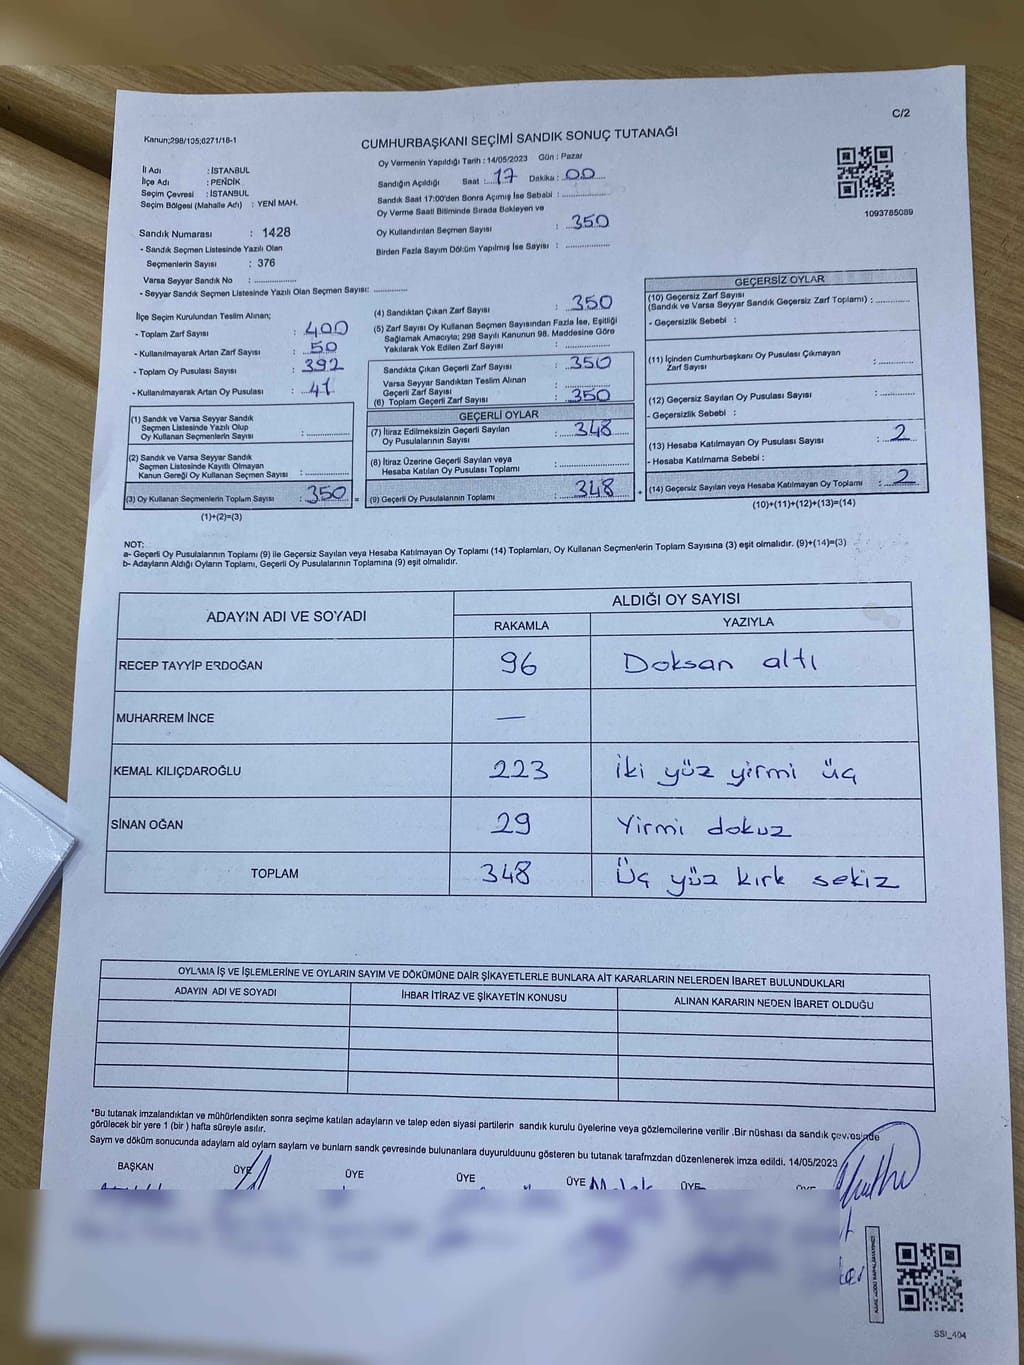 C/2
Kanun;298/105;6271/18-1
CUMHURBAŞKANI SEÇİMİ SANDIK SONUÇ TUTANAĞI
İl Adı : İSTANBUL
İlçe Adı : PENDİK
Seçim Çevresi : İSTANBUL
Seçim Bölgesi (Mahalle Adı) : YENİ MAH.
Sandık Numarası : 1428
- Sandık Seçmen Listesinde Yazılı Olan
Seçmenlerin Sayısı : 376
Varsa Seyyar Sandık No : ..............
- Seyyar Sandık Seçmen Listesinde Yazılı Olan Seçmen Sayısı: ............
Oy Vermenin Yapıldığı Tarih : 14/05/2023 Gün : Pazar
Sandığın Açıldığı Saat : 17 Dakika : 00
Sandık Saat 17:00'den Sonra Açımış İse Sebabi : ..............
Oy Verme Saati Bitiminde Sırada Bekleyen ve
Oy Kullandırılan Seçmen Sayısı : 350
Birden Fazla Sayım Döküm Yapılmış İse Sayısı : ..............
1093785089
İlçe Seçim Kurulundan Teslim Alınan;
- Toplam Zarf Sayısı : 400
- Kullanılmayarak Artan Zarf Sayısı : 50
- Toplam Oy Pusulası Sayısı : 392
- Kullanılmayarak Artan Oy Pusulası : 41
(1) Sandık ve Varsa Seyyar Sandık
Seçmen Listesinde Yazılı Olup
Oy Kullanan Seçmenlerin Sayısı : ..............
(2) Sandık ve Varsa Seyyar Sandık
Seçmen Listesinde Kayıtlı Olmayan
Kanun Gereği Oy Kullanan Seçmen Sayısı : ..............
(3) Oy Kullanan Seçmenlerin Toplam Sayısı : 350 =
(1)+(2)=(3)
(4) Sandıktan Çıkan Zarf Sayısı : 350
(5) Zarf Sayısı Oy Kullanan Seçmen Sayısından Fazla İse, Eşitliği
Sağlamak Amacıyla; 298 Sayılı Kanunun 98. Maddesine Göre
Yakılarak Yok Edilen Zarf Sayısı : ..............
Sandıkta Çıkan Geçerli Zarf Sayısı : 350
Varsa Seyyar Sandıktan Teslim Alınan
Geçerli Zarf Sayısı : ..............
(6) Toplam Geçerli Zarf Sayısı : 350
GEÇERLİ OYLAR
(7) İtiraz Edilmeksizin Geçerli Sayılan
Oy Pusulalarının Sayısı : 348
(8) İtiraz Üzerine Geçerli Sayılan veya
Hesaba Katılan Oy Pusulası Toplamı : ..............
(9) Geçerli Oy Pusulalarının Toplamı : 348 +
GEÇERSİZ OYLAR
(10) Geçersiz Zarf Sayısı
(Sandık ve Varsa Seyyar Sandık Geçersiz Zarf Toplamı) : ............
- Geçersizlik Sebebi :
(11) İçinden Cumhurbaşkanı Oy Pusulası Çıkmayan
Zarf Sayısı : ............
(12) Geçersiz Sayılan Oy Pusulası Sayısı : ............
- Geçersizlik Sebebi :
(13) Hesaba Katılmayan Oy Pusulası Sayısı : 2
- Hesaba Katılmama Sebebi :
(14) Geçersiz Sayılan veya Hesaba Katılmayan Oy Toplamı : 2
(10)+(11)+(12)+(13)=(14)
NOT;
a- Geçerli Oy Pusulalarının Toplamı (9) ile Geçersiz Sayılan veya Hesaba Katılmayan Oy Toplamı (14) Toplamları, Oy Kullanan Seçmenlerin Toplam Sayısına (3) eşit olmalıdır. (9)+(14)=(3)
b- Adayların Aldığı Oyların Toplamı, Geçerli Oy Pusulalarının Toplamına (9) eşit olmalıdır.
ADAYIN ADI VE SOYADI ALDIĞI OY SAYISI
RAKAMLA YAZIYLA
RECEP TAYYİP ERDOĞAN 96 Doksan altı
MUHARREM İNCE —
KEMAL KILIÇDAROĞLU 223 iki yüz yirmi üç
SİNAN OĞAN 29 Yirmi dokuz
TOPLAM 348 Üç yüz kırk sekiz
OYLAMA İŞ VE İŞLEMLERİNE VE OYLARIN SAYIM VE DÖKÜMÜNE DAİR ŞİKAYETLERLE BUNLARA AİT KARARLARIN NELERDEN İBARET BULUNDUKLARI
ADAYIN ADI VE SOYADI İHBAR İTİRAZ VE ŞİKAYETİN KONUSU ALINAN KARARIN NEDEN İBARET OLDUĞU
*Bu tutanak imzalandıktan ve mühürlendikten sonra seçime katılan adayların ve talep eden siyasi partilerin sandık kurulu üyelerine veya gözlemcilerine verilir .Bir nüshası da sandık çevresinde
görülecek bir yere 1 (bir ) hafta süreyle asılır.
Sayım ve döküm sonucunda adayların ald oyların sayıları ve bunların sandk çevresinde bulunanlara duyurulduunu gösteren bu tutanak tarafmzdan düzenlenerek imza edildi. 14/05/2023
BAŞKAN ÜYE ÜYE ÜYE ÜYE ÜYE
SSI_404